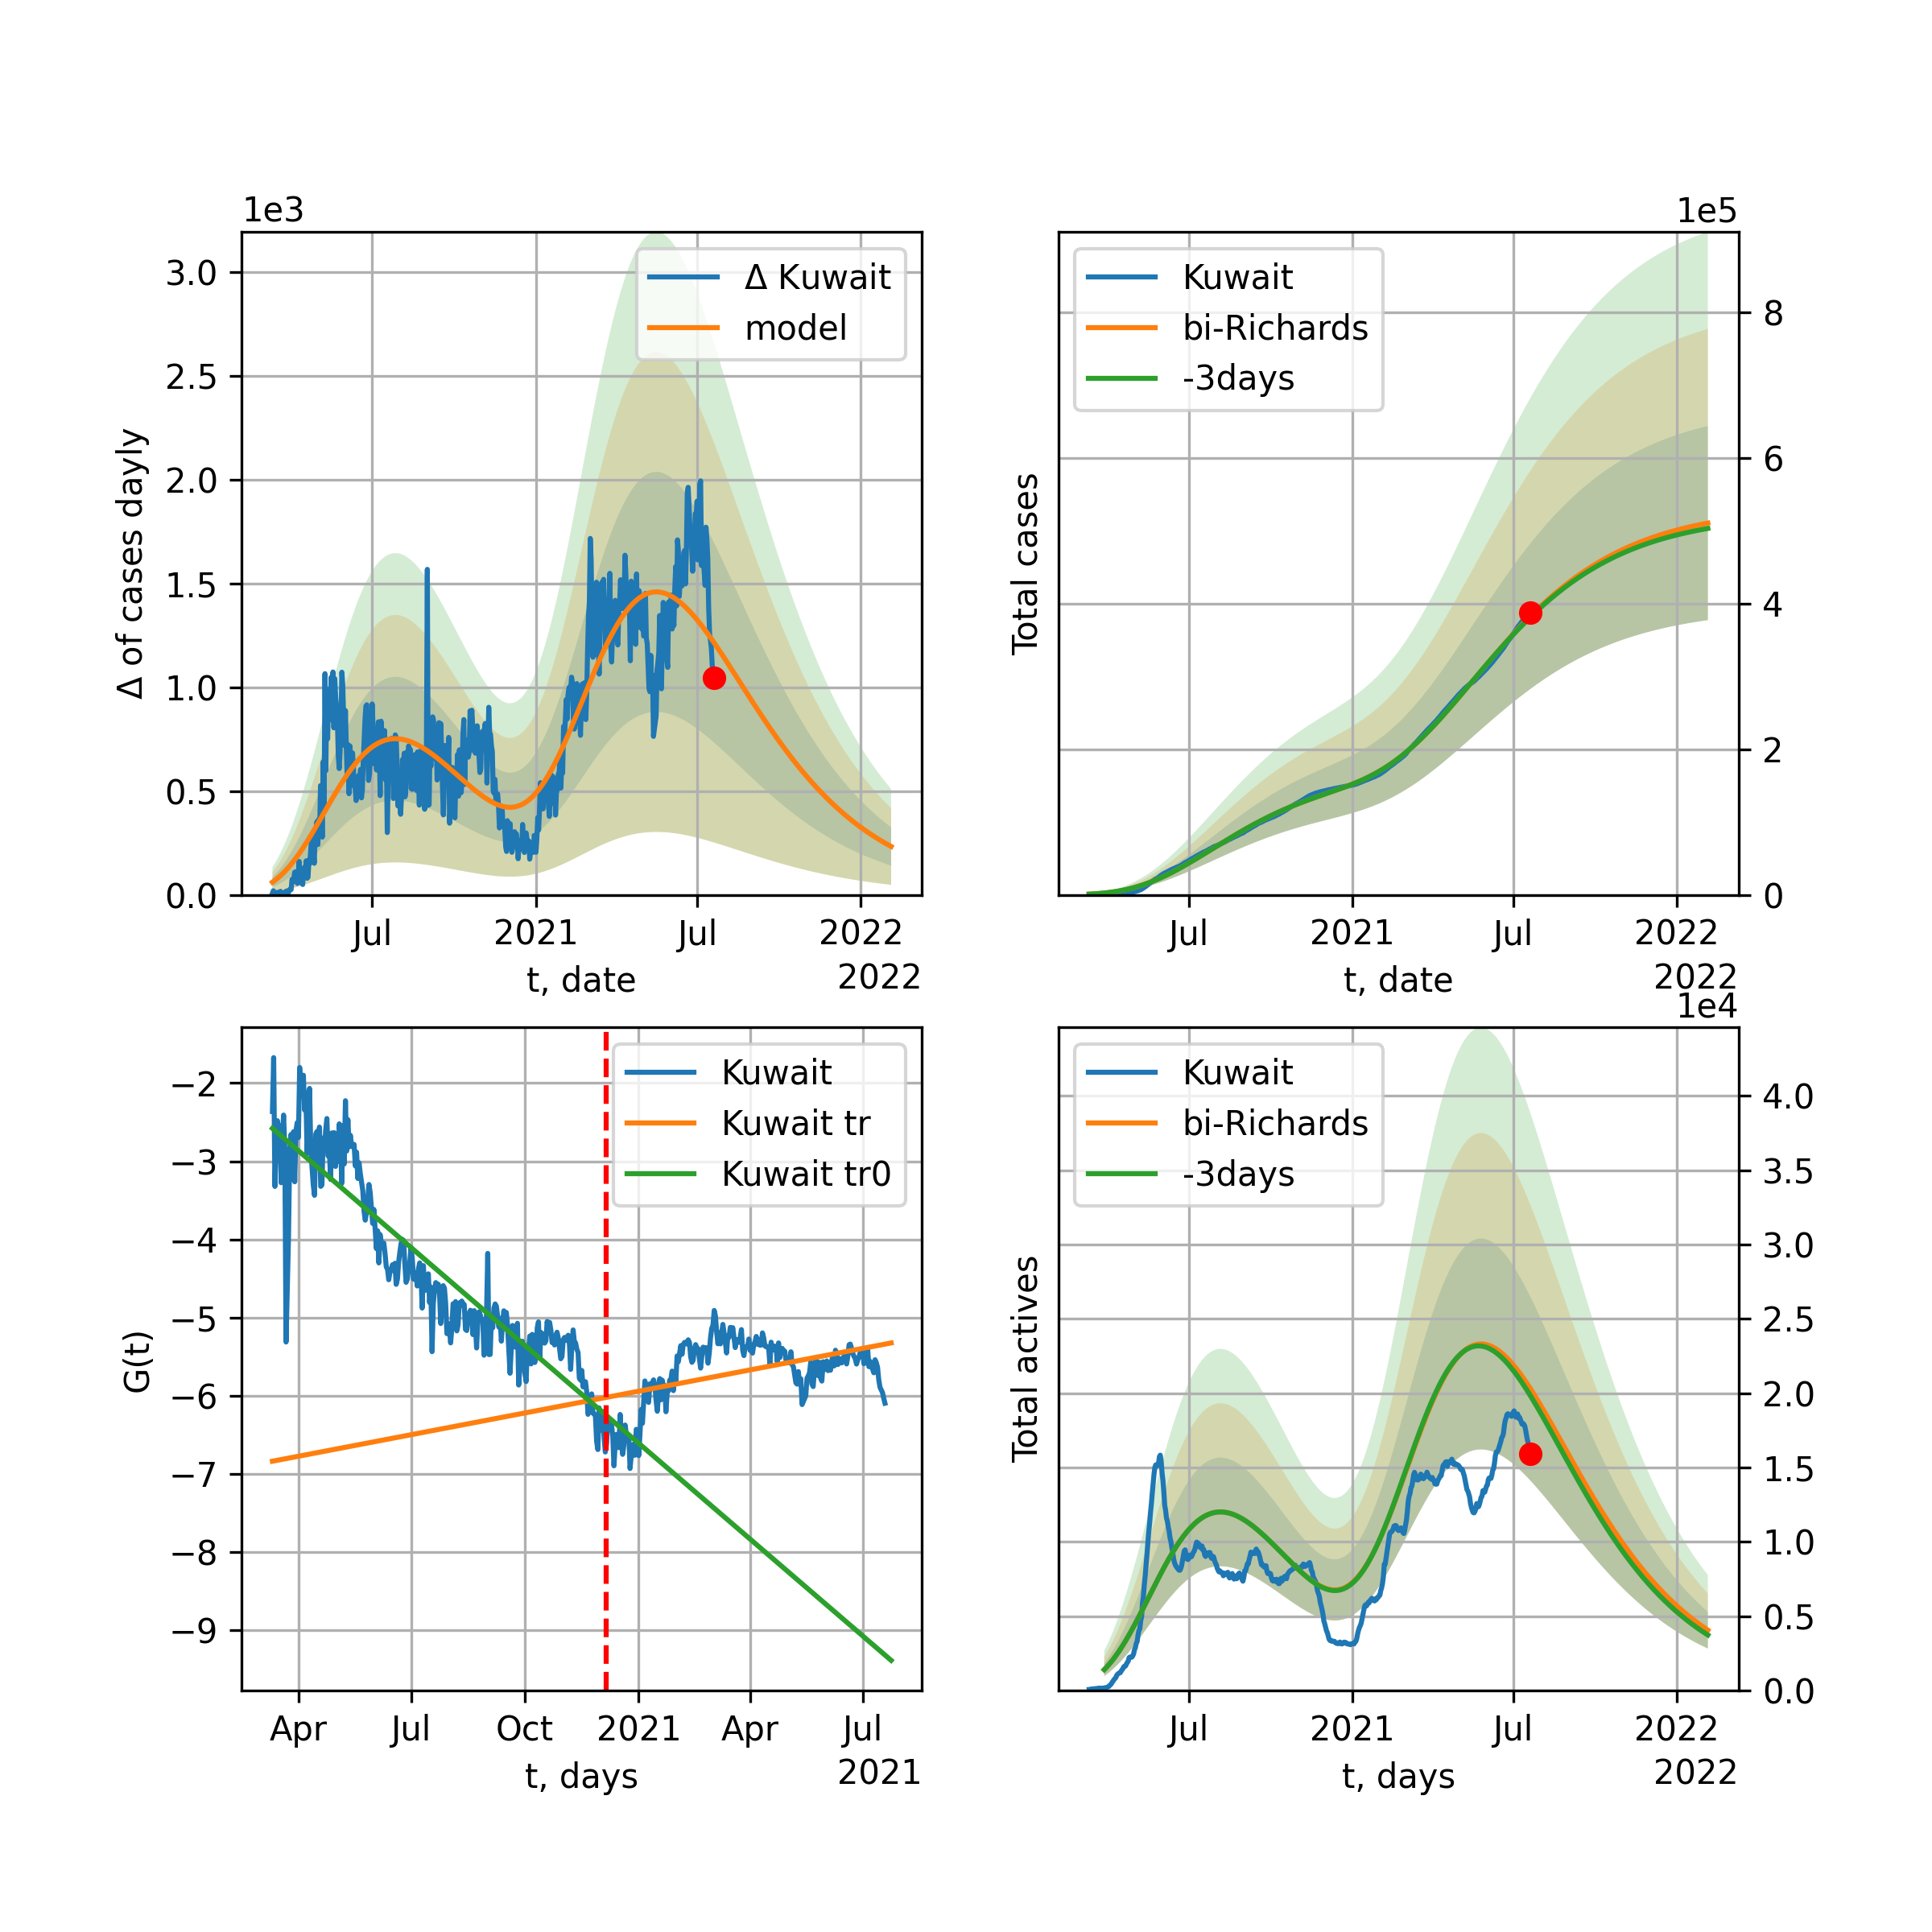 1e3
Δ of cases dayly
3.0
2.5
2.0
1.5
1.0
0.5
0.0
Δ Kuwait
model
Jul
2021
Jul
2022
t, date
2022
1e5
Total cases
Kuwait
bi-Richards
-3days
8
6
4
2
0
Jul
2021
Jul
2022
t, date
2022
G(t)
−2
−3
−4
−5
−6
−7
−8
−9
Kuwait
Kuwait tr
Kuwait tr0
Apr
Jul
Oct
2021
Apr
Jul
t, days
2021
1e4
Total actives
Kuwait
bi-Richards
-3days
4.0
3.5
3.0
2.5
2.0
1.5
1.0
0.5
0.0
Jul
2021
Jul
2022
t, days
2022